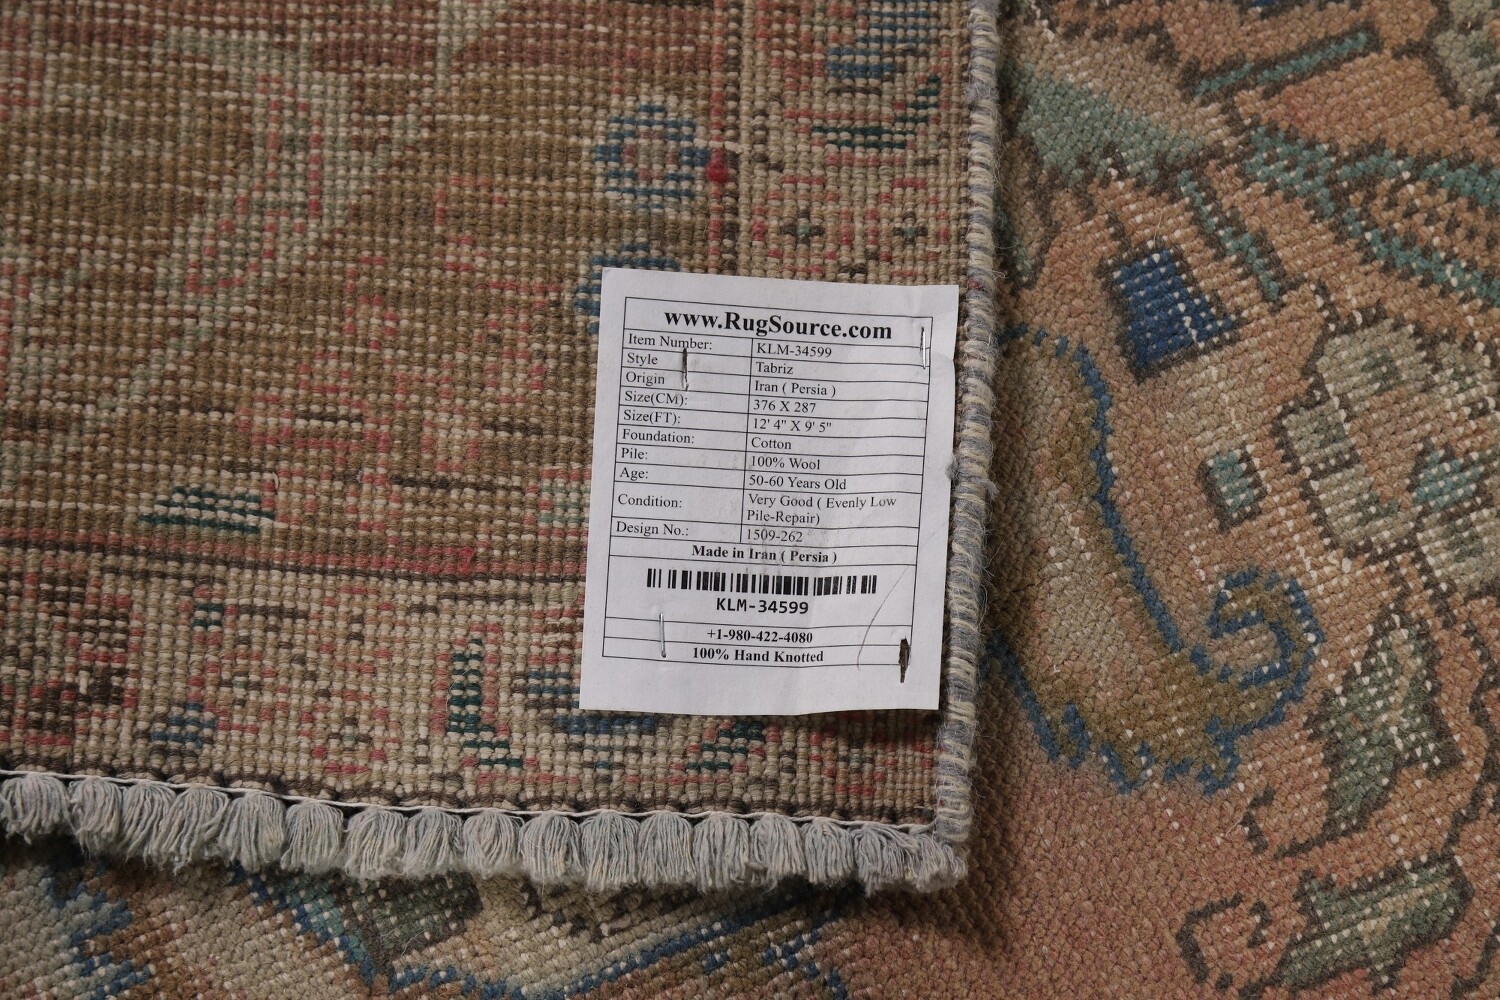 www.RugSource.com
Item Number: KLM-34599
Style Tabriz
Origin Iran ( Persia )
Size(CM): 376 X 287
Size(FT): 12' 4" X 9' 5"
Foundation: Cotton
Pile: 100% Wool
Age: 50-60 Years Old
Condition: Very Good ( Evenly Low
Pile-Repair)
Design No.: 1509-262
Made in Iran ( Persia )
KLM-34599
+1-980-422-4080
100% Hand Knotted